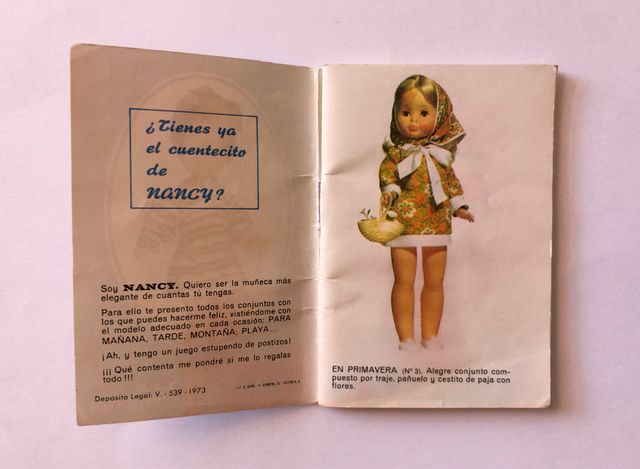 ¿Tienes ya
el cuentecito
de
NANCY?
Soy NANCY. Quiero ser la muñeca más
elegante de cuantas tú tengas.
Para ello te presento todos los conjuntos con
los que puedes hacerme feliz, vistiéndome con
el modelo adecuado en cada ocasión: PARA
MAÑANA, TARDE, MONTAÑA; PLAYA...
¡Ah, y tengo un juego estupendo de postizos!
¡¡¡ Qué contenta me pondré si me lo regalas
todo !!!
Depósito Legal: V. - 539 - 1973
EN PRIMAVERA (Nº 3). Alegre conjunto com-
puesto por traje, pañuelo y cestito de paja con
flores.